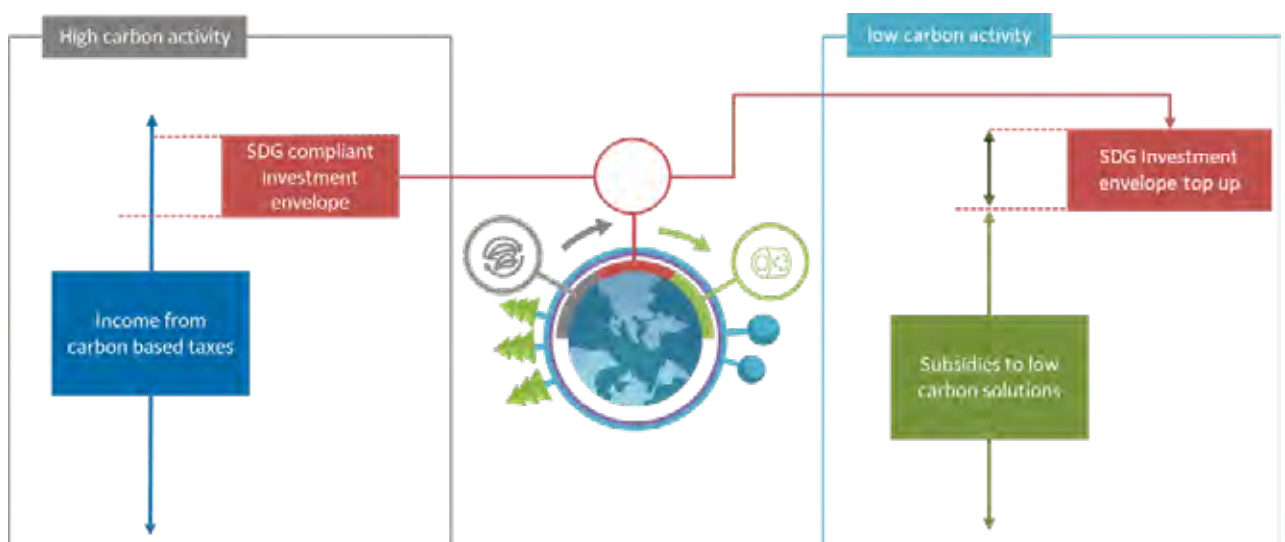 High carbon activity
low carbon activity
SDG compliant
investment
envelope
SDG Investment
envelope top up
Income from
carbon based taxes
Subsidies to low
carbon solutions